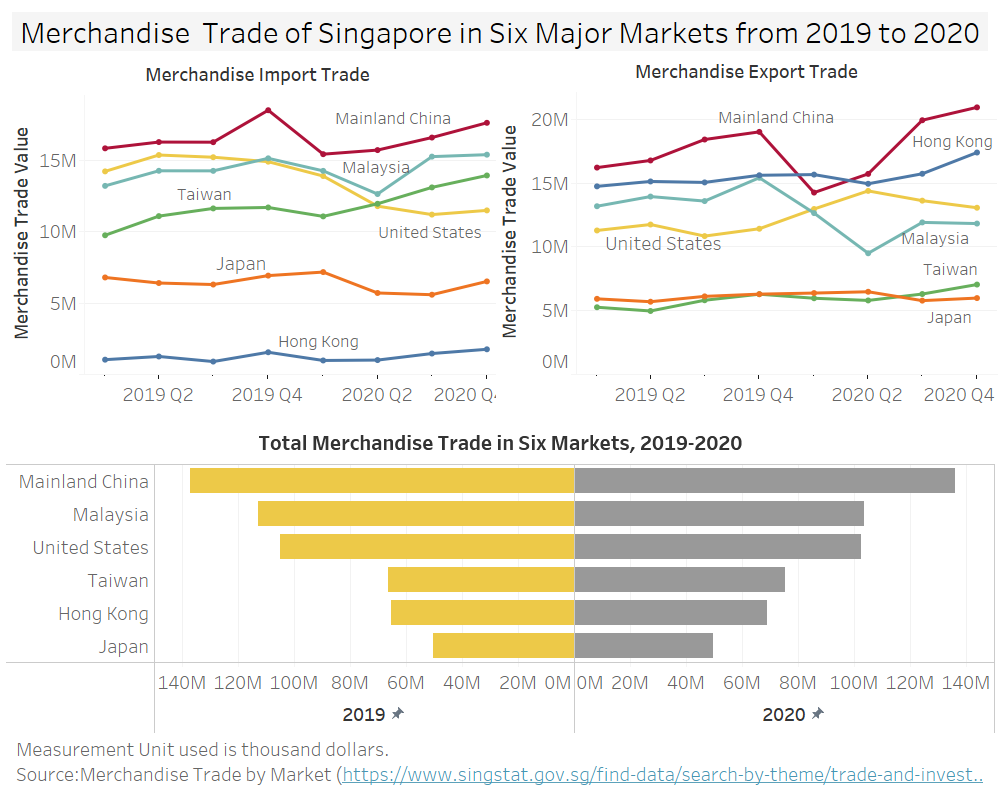 Merchandise Trade of Singapore in Six Major Markets from 2019 to 2020
Merchandise Import Trade
Merchandise Trade Value
15M
10M
5M
0M
Mainland China
Malaysia
Taiwan
United States
Japan
Hong Kong
2019 Q2
2019 Q4
2020 Q2
2020 Q4
Merchandise Export Trade
Merchandise Trade Value
20M
15M
10M
5M
0M
Mainland China
Hong Kong
United States
Malaysia
Taiwan
Japan
2019 Q2
2019 Q4
2020 Q2
2020 Q4
Total Merchandise Trade in Six Markets, 2019-2020
Mainland China
Malaysia
United States
Taiwan
Hong Kong
Japan
140M 120M 100M 80M 60M 40M 20M 0M 0M 20M 40M 60M 80M 100M 120M 140M
2019 2020
Measurement Unit used is thousand dollars.
Source:Merchandise Trade by Market (https://www.singstat.gov.sg/find-data/search-by-theme/trade-and-invest..